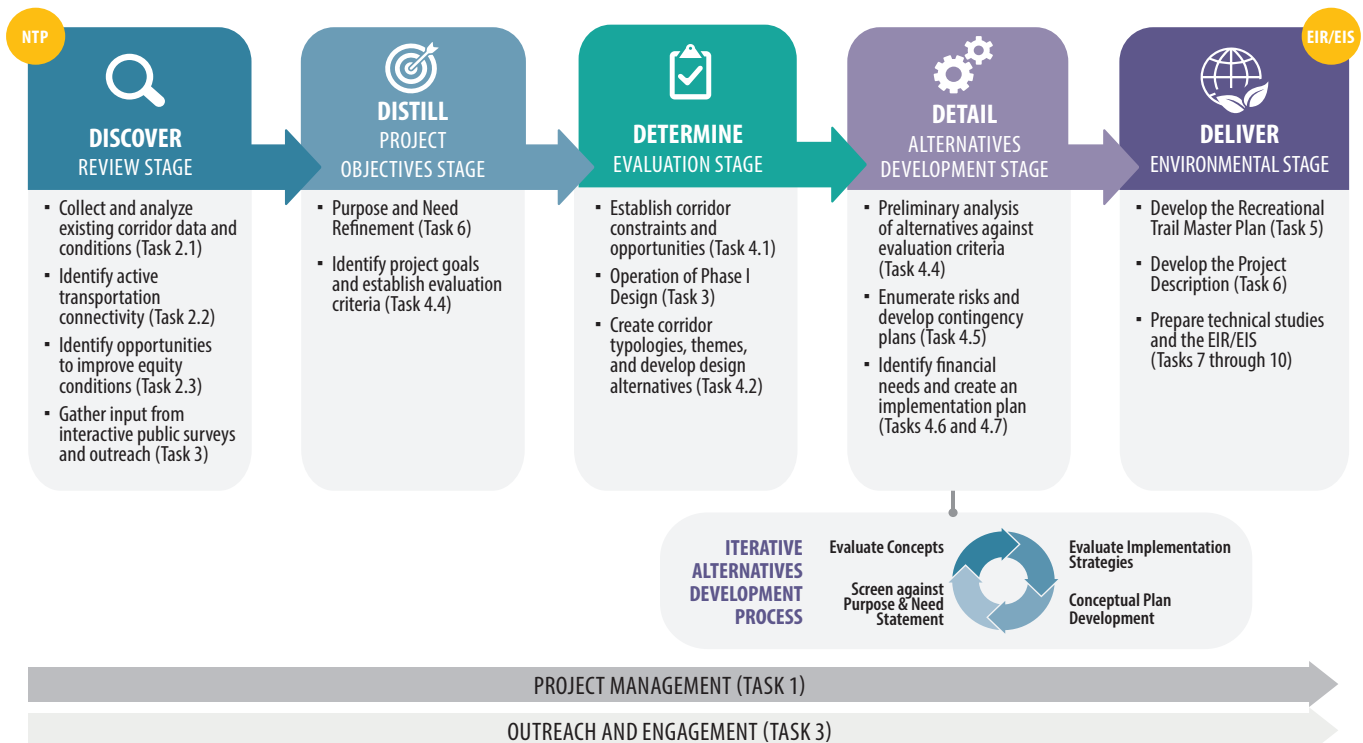 NTP
EIR/EIS
DISCOVER
REVIEW STAGE
▪ Collect and analyze
existing corridor data and
conditions (Task 2.1)
▪ Identify active
transportation
connectivity (Task 2.2)
▪ Identify opportunities
to improve equity
conditions (Task 2.3)
▪ Gather input from
interactive public surveys
and outreach (Task 3)
DISTILL
PROJECT
OBJECTIVES STAGE
▪ Purpose and Need
Refinement (Task 6)
▪ Identify project goals
and establish evaluation
criteria (Task 4.4)
DETERMINE
EVALUATION STAGE
▪ Establish corridor
constraints and
opportunities (Task 4.1)
▪ Operation of Phase I
Design (Task 3)
▪ Create corridor
typologies, themes,
and develop design
alternatives (Task 4.2)
DETAIL
ALTERNATIVES
DEVELOPMENT STAGE
▪ Preliminary analysis
of alternatives against
evaluation criteria
(Task 4.4)
▪ Enumerate risks and
develop contingency
plans (Task 4.5)
▪ Identify financial
needs and create an
implementation plan
(Tasks 4.6 and 4.7)
DELIVER
ENVIRONMENTAL STAGE
▪ Develop the Recreational
Trail Master Plan (Task 5)
▪ Develop the Project
Description (Task 6)
▪ Prepare technical studies
and the EIR/EIS
(Tasks 7 through 10)
ITERATIVE
ALTERNATIVES
DEVELOPMENT
PROCESS
Evaluate Concepts
Screen against
Purpose & Need
Statement
Evaluate Implementation
Strategies
Conceptual Plan
Development
PROJECT MANAGEMENT (TASK 1)
OUTREACH AND ENGAGEMENT (TASK 3)